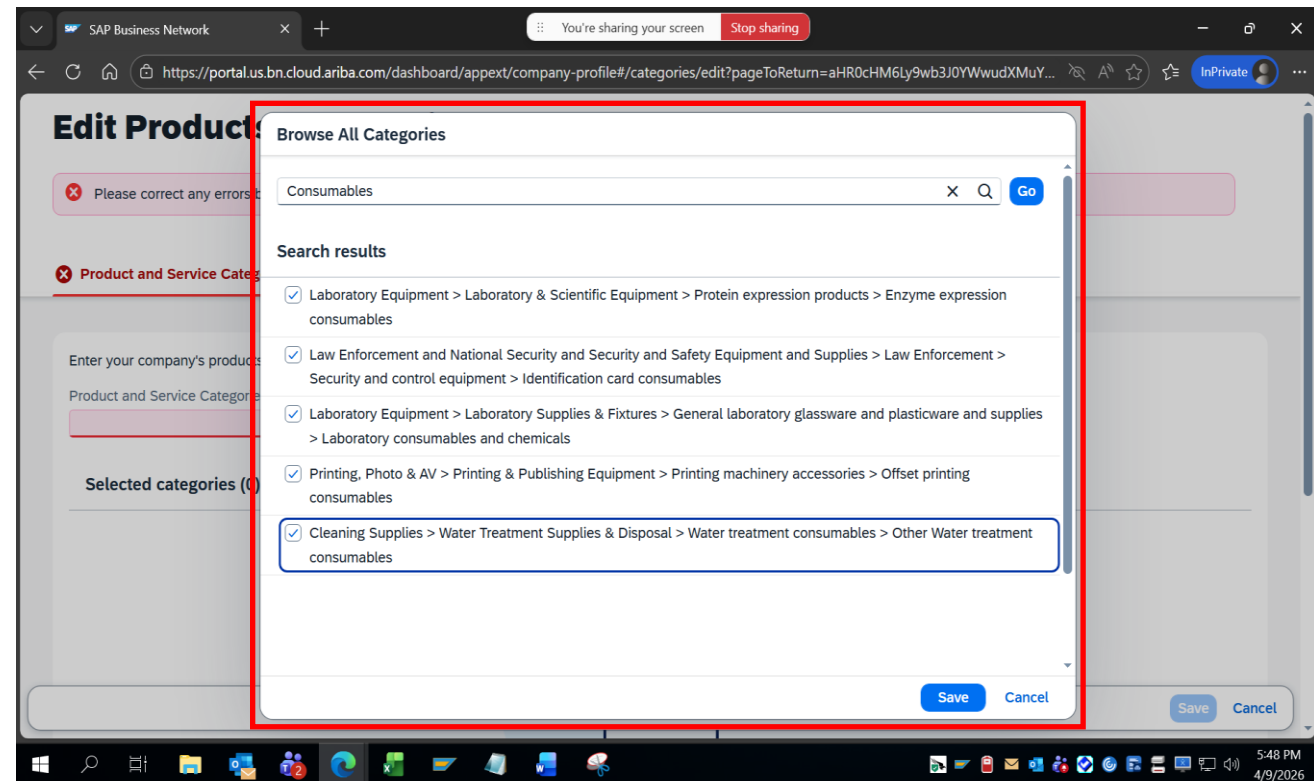 SAP Business Network
You're sharing your screen
Stop sharing
https://portal.us.bn.cloud.ariba.com/dashboard/appext/company-profile#/categories/edit?pageToReturn=aHR0cHM6Ly9wb3J0YWwudXMuY...
InPrivate
Edit Products
Browse All Categories
Please correct any errors
Consumables
Go
Search results
Product and Service Categ
Laboratory Equipment > Laboratory & Scientific Equipment > Protein expression products > Enzyme expression
consumables
Law Enforcement and National Security and Security and Safety Equipment and Supplies > Law Enforcement >
Security and control equipment > Identification card consumables
Enter your company's products
Product and Service Categorie
Laboratory Equipment > Laboratory Supplies & Fixtures > General laboratory glassware and plasticware and supplies
> Laboratory consumables and chemicals
Printing, Photo & AV > Printing & Publishing Equipment > Printing machinery accessories > Offset printing
consumables
Selected categories (0)
Cleaning Supplies > Water Treatment Supplies & Disposal > Water treatment consumables > Other Water treatment
consumables
Save
Cancel
Save
Cancel
5:48 PM
4/9/2026